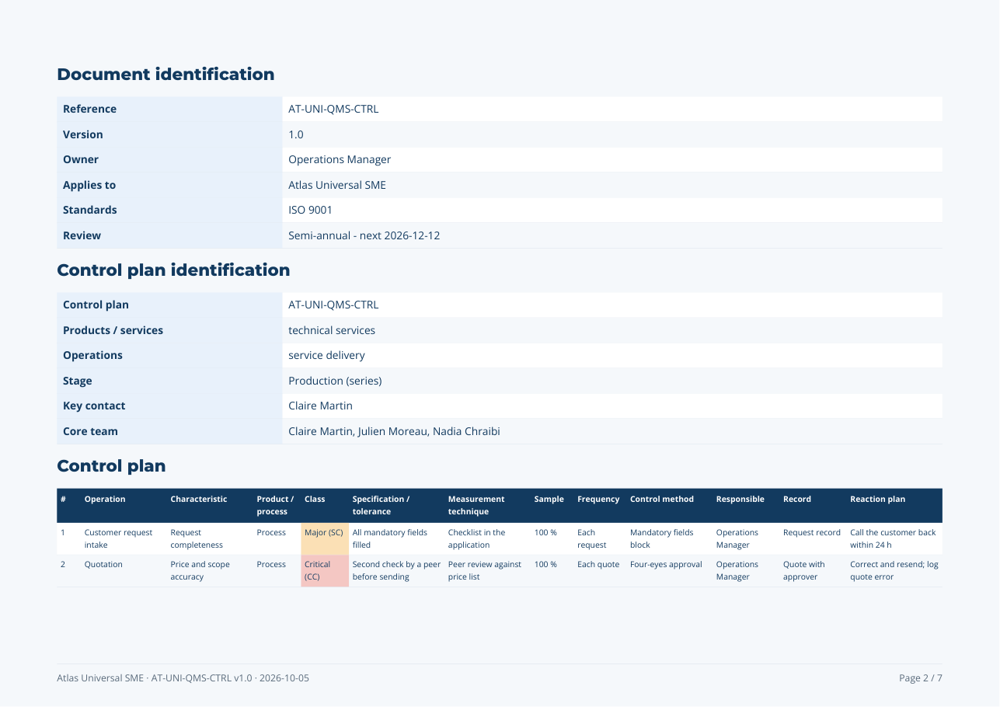 Document identification
Reference AT-UNI-QMS-CTRL
Version 1.0
Owner Operations Manager
Applies to Atlas Universal SME
Standards ISO 9001
Review Semi-annual - next 2026-12-12
Control plan identification
Control plan AT-UNI-QMS-CTRL
Products / services technical services
Operations service delivery
Stage Production (series)
Key contact Claire Martin
Core team Claire Martin, Julien Moreau, Nadia Chraibi
Control plan
# Operation Characteristic Product / Class Specification / Measurement Sample Frequency Control method Responsible Record Reaction plan
process tolerance technique
1 Customer request Request Process Major (SC) All mandatory fields Checklist in the 100 % Each Mandatory fields Operations Request record Call the customer back
intake completeness filled application request block Manager within 24 h
2 Quotation Price and scope Process Critical Second check by a peer Peer review against 100 % Each quote Four-eyes approval Operations Quote with Correct and resend; log
accuracy (CC) before sending price list Manager approver quote error
Atlas Universal SME · AT-UNI-QMS-CTRL v1.0 · 2026-10-05 Page 2 / 7